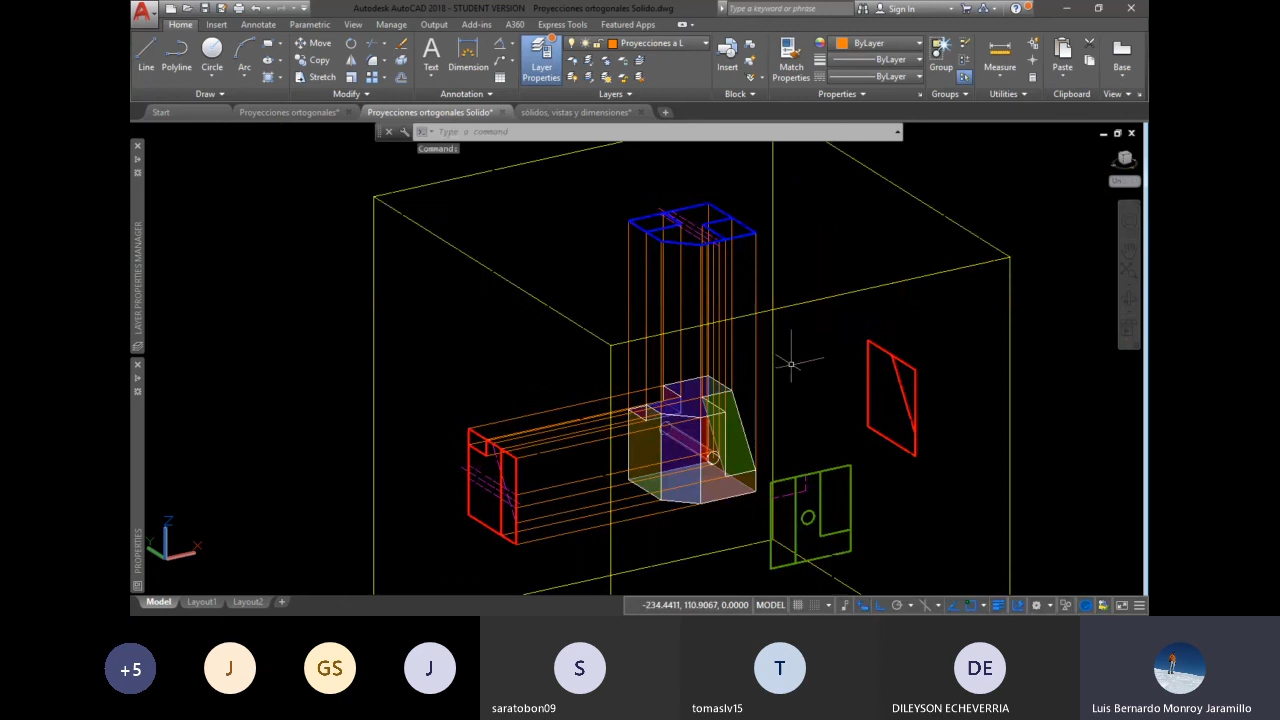 Autodesk AutoCAD 2018 - STUDENT VERSION Proyecciones ortogonales Solido.dwg
Type a keyword or phrase
Sign In
Home Insert Annotate Parametric View Manage Output Add-ins A360 Express Tools Featured Apps
Line Polyline Circle Arc
Move
Copy
Stretch
Text Dimension
Layer Properties
Proyecciones a L
Insert
Match Properties
ByLayer
ByLayer
ByLayer
Group
Measure
Paste
Base
Draw Modify Annotation Layers Block Properties Groups Utilities Clipboard View
Start Proyecciones ortogonales* Proyecciones ortogonales Solido* sólidos, vistas y dimensiones*
Type a command
Command:
LAYER PROPERTIES MANAGER
PROPERTIES
Z
Y
X
Model Layout1 Layout2
-234.4411, 110.9067, 0.0000 MODEL
+5
J
GS
J
S
saratobon09
T
tomaslv15
DE
DILEYSON ECHEVERRIA
Luis Bernardo Monroy Jaramillo